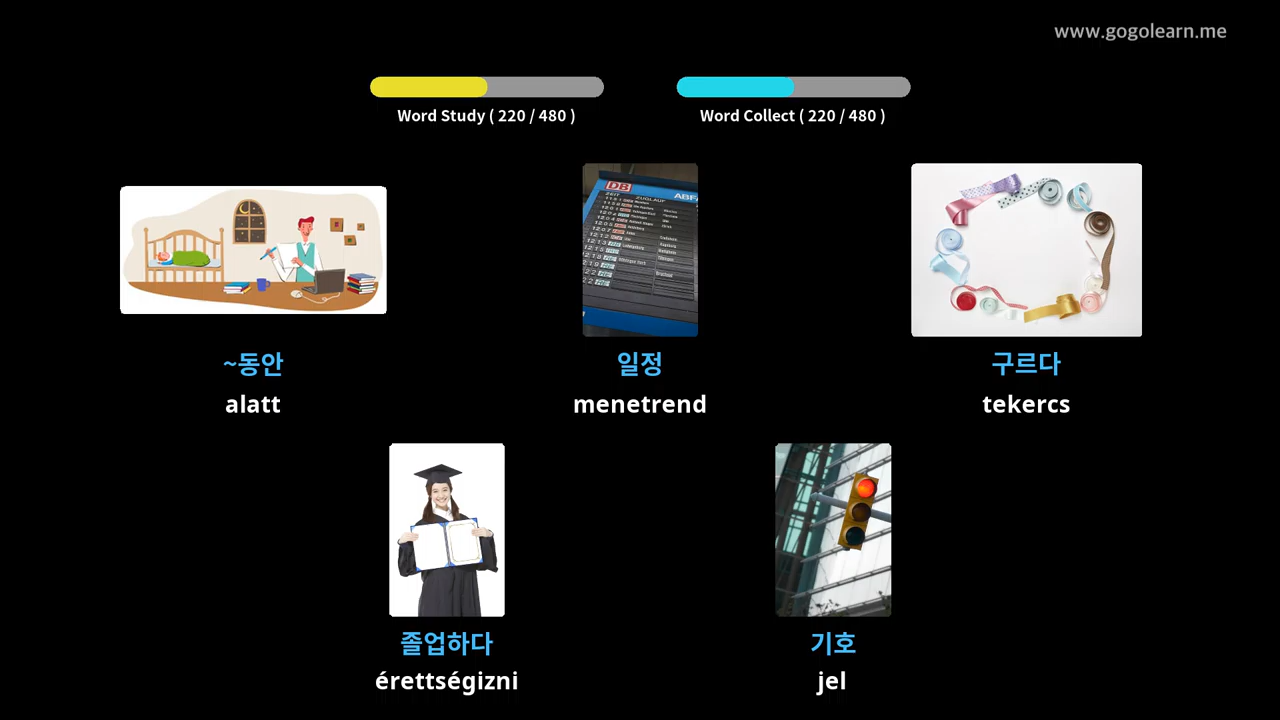 www.gogolearn.me
Word Study ( 220 / 480 )
Word Collect ( 220 / 480 )
DB
~동안
alatt
일정
menetrend
구르다
tekercs
졸업하다
érettségizni
기호
jel